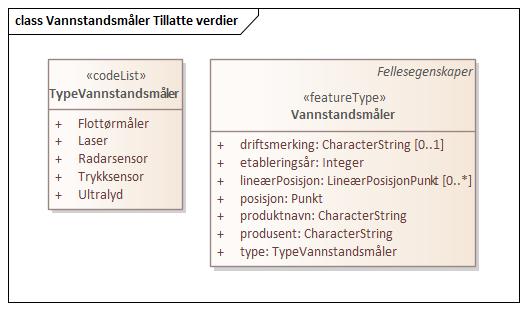 class Vannstandsmåler Tillatte verdier
«codeList»
TypeVannstandsmåler
+ Flottørmåler
+ Laser
+ Radarsensor
+ Trykksensor
+ Ultralyd
Fellesegenskaper
«featureType»
Vannstandsmåler
+ driftsmerking: CharacterString [0..1]
+ etableringsår: Integer
+ lineærPosisjon: LineærPosisjonPunkt [0..*]
+ posisjon: Punkt
+ produktnavn: CharacterString
+ produsent: CharacterString
+ type: TypeVannstandsmåler